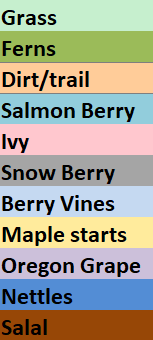 Grass
Ferns
Dirt/trail
Salmon Berry
Ivy
Snow Berry
Berry Vines
Maple starts
Oregon Grape
Nettles
Salal